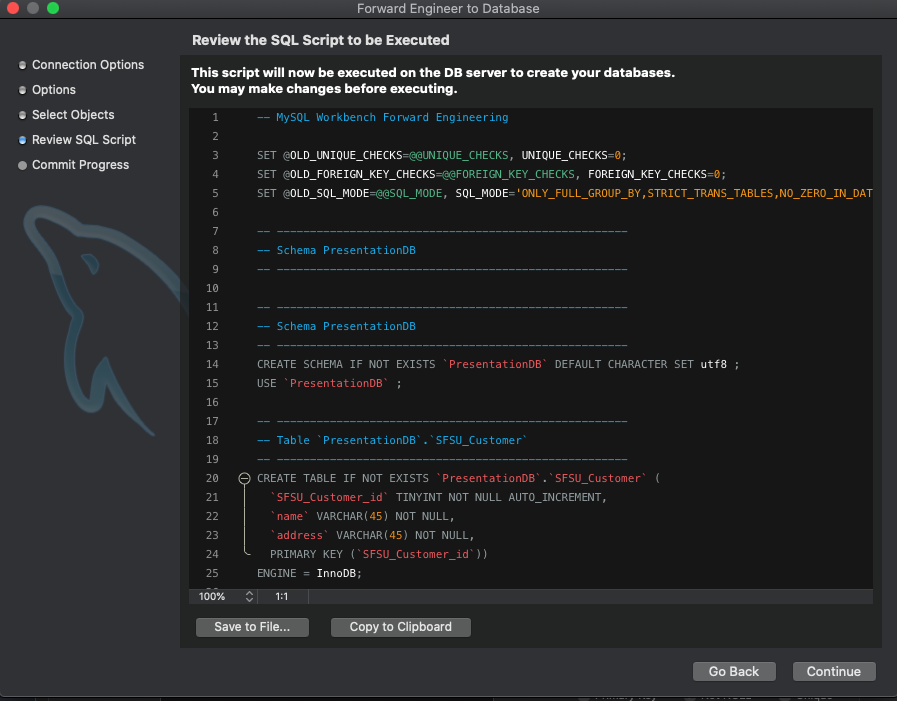 Forward Engineer to Database
Review the SQL Script to be Executed
Connection Options
Options
Select Objects
Review SQL Script
Commit Progress
This script will now be executed on the DB server to create your databases.
You may make changes before executing.
1 -- MySQL Workbench Forward Engineering
2
3 SET @OLD_UNIQUE_CHECKS=@@UNIQUE_CHECKS, UNIQUE_CHECKS=0;
4 SET @OLD_FOREIGN_KEY_CHECKS=@@FOREIGN_KEY_CHECKS, FOREIGN_KEY_CHECKS=0;
5 SET @OLD_SQL_MODE=@@SQL_MODE, SQL_MODE='ONLY_FULL_GROUP_BY,STRICT_TRANS_TABLES,NO_ZERO_IN_DAT
6
7 -- -----------------------------------------------------
8 -- Schema PresentationDB
9 -- -----------------------------------------------------
10
11 -- -----------------------------------------------------
12 -- Schema PresentationDB
13 -- -----------------------------------------------------
14 CREATE SCHEMA IF NOT EXISTS `PresentationDB` DEFAULT CHARACTER SET utf8 ;
15 USE `PresentationDB` ;
16
17 -- -----------------------------------------------------
18 -- Table `PresentationDB`.`SFSU_Customer`
19 -- -----------------------------------------------------
20 CREATE TABLE IF NOT EXISTS `PresentationDB`.`SFSU_Customer` (
21 `SFSU_Customer_id` TINYINT NOT NULL AUTO_INCREMENT,
22 `name` VARCHAR(45) NOT NULL,
23 `address` VARCHAR(45) NOT NULL,
24 PRIMARY KEY (`SFSU_Customer_id`))
25 ENGINE = InnoDB;
100% 1:1
Save to File... Copy to Clipboard
Go Back Continue